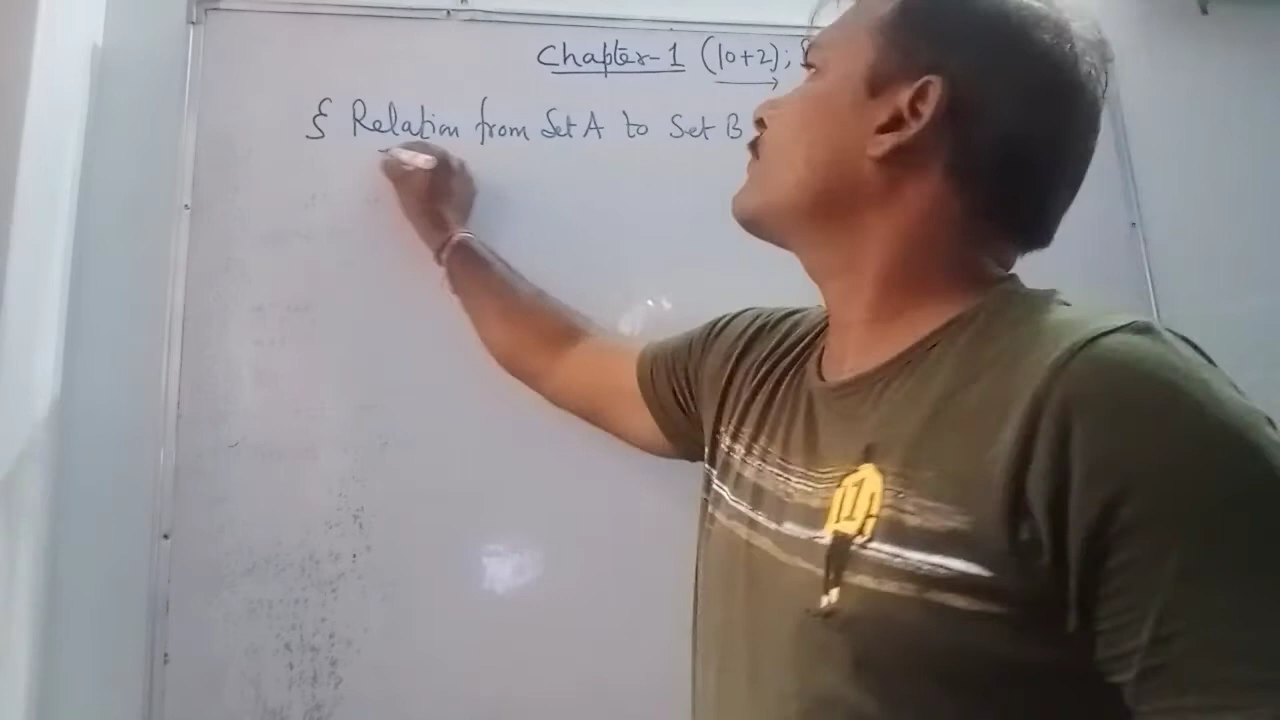 Chapter-1 (10+2);
§ Relation from Set A to Set B